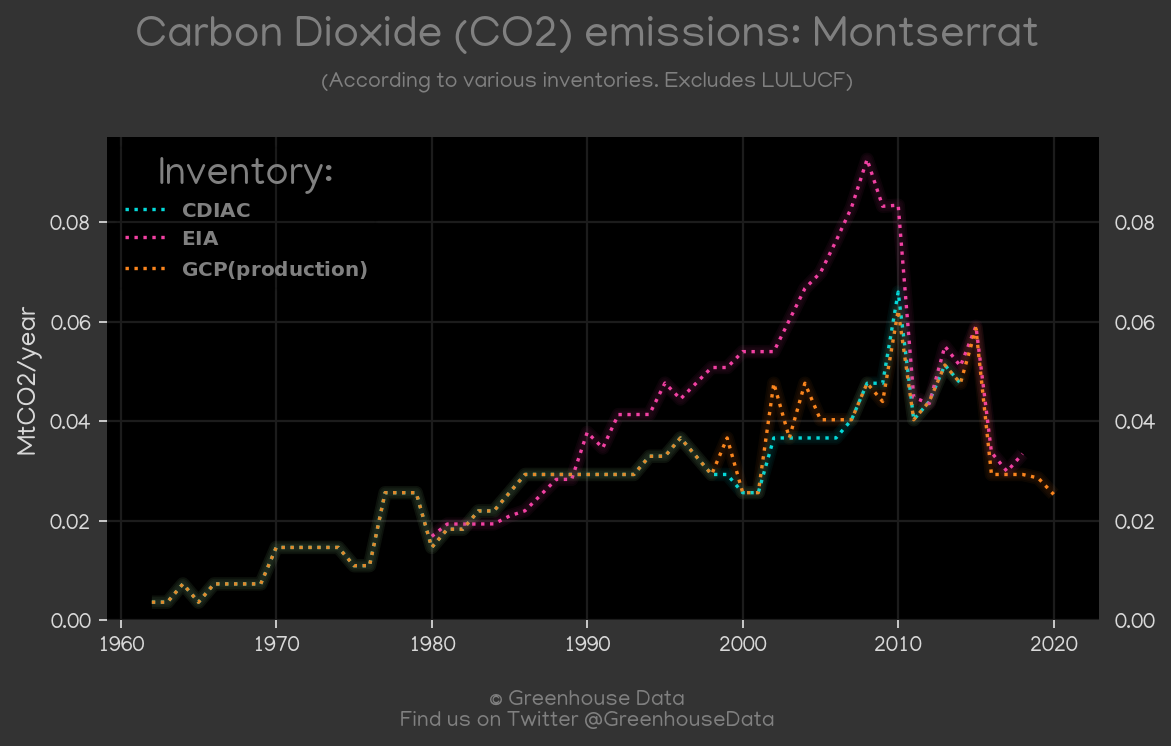 Carbon Dioxide (CO2) emissions: Montserrat
(According to various inventories. Excludes LULUCF)
Inventory:
CDIAC
EIA
GCP(production)
MtCO2/year
0.08
0.06
0.04
0.02
0.00
0.08
0.06
0.04
0.02
0.00
1960 1970 1980 1990 2000 2010 2020
© Greenhouse Data
Find us on Twitter @GreenhouseData